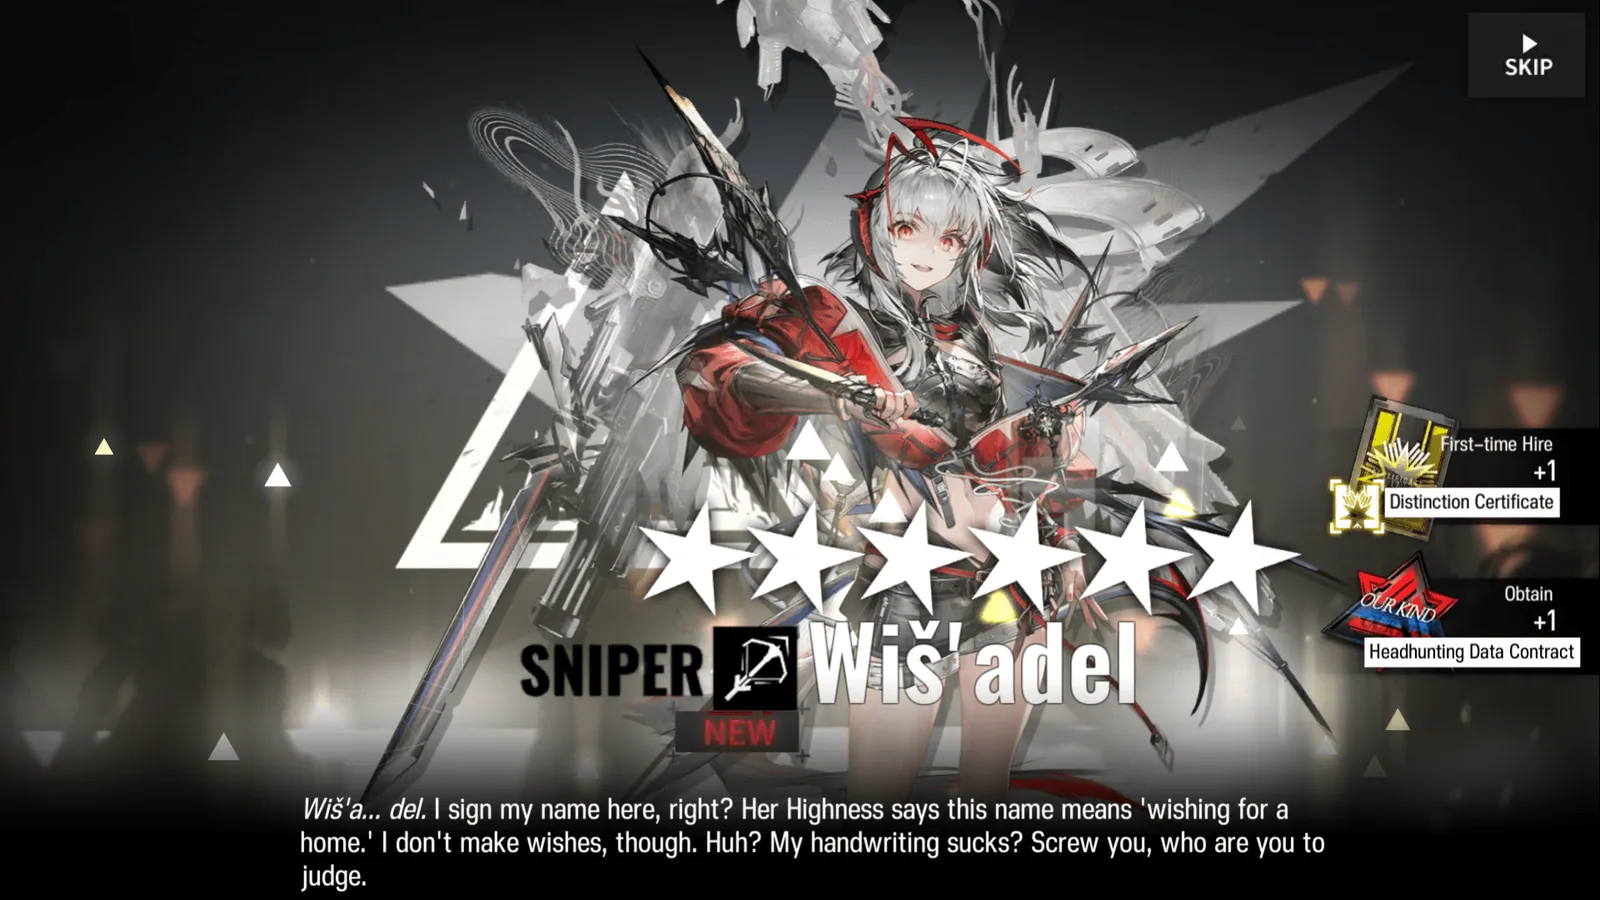 SKIP
First-time Hire
+1
Distinction Certificate
OUR KIND
Obtain
+1
Headhunting Data Contract
SNIPER Wiš'adel
NEW
Wiš'a... del. I sign my name here, right? Her Highness says this name means 'wishing for a
home.' I don't make wishes, though. Huh? My handwriting sucks? Screw you, who are you to
judge.